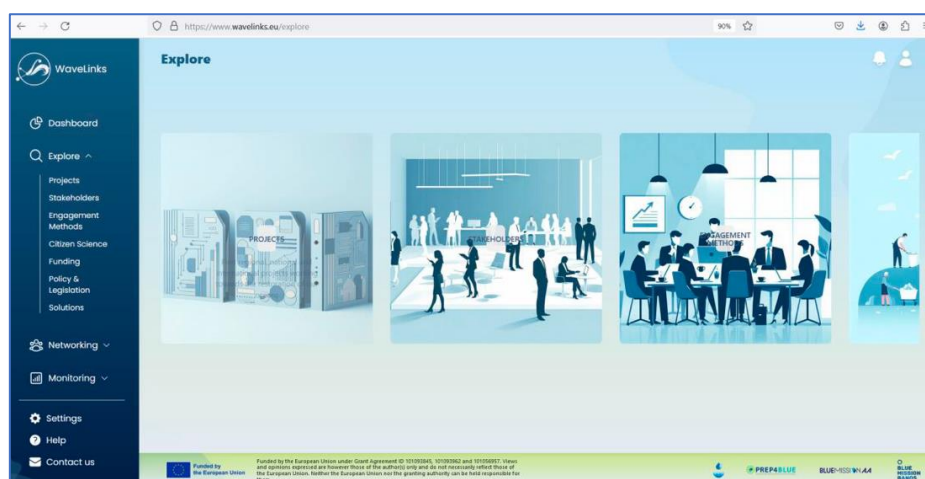 https://www.wavelinks.eu/explore
90%
WaveLinks
Explore
Dashboard
Explore
Projects
Stakeholders
Engagement
Methods
Citizen Science
Funding
Policy &
Legislation
Solutions
Networking
Monitoring
Settings
Help
Contact us
PROJECTS
STAKEHOLDERS
ENGAGEMENT
METHODS
Funded by
the European Union
Funded by the European Union under Grant Agreement ID 101093845, 101093962 and 101056957. Views
and opinions expressed are however those of the author(s) only and do not necessarily reflect those of
the European Union. Neither the European Union nor the granting authority can be held responsible for
PREP4BLUE
BLUEMISSION AA
BLUE
MISSION
BANOS